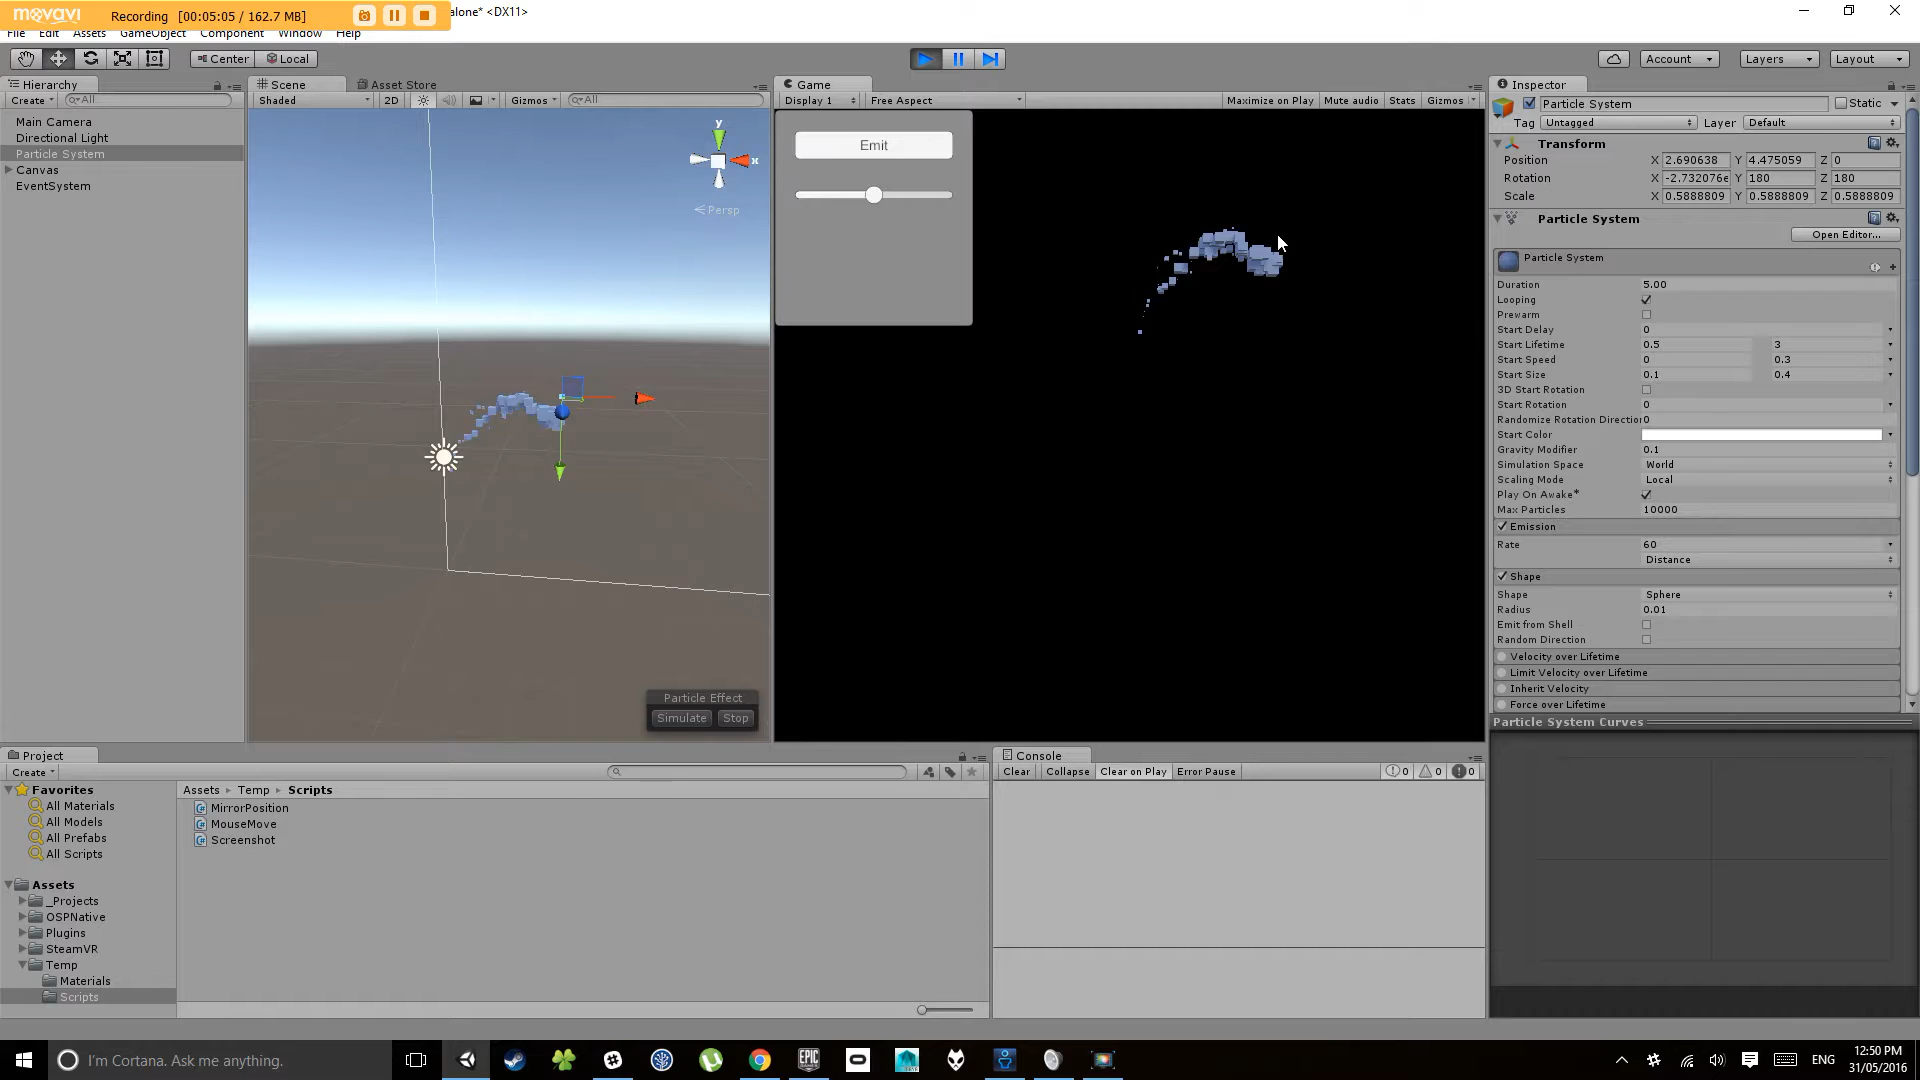 movavi Recording [00:05:05 / 162.7 MB] alone* <DX11>
File Edit Assets GameObject Component Window Help
Center Local Account Layers Layout
Hierarchy
Create All
Main Camera
Directional Light
Particle System
Canvas
EventSystem
Scene Asset Store
Shaded 2D Gizmos All
y
x
Persp
Particle Effect
Simulate Stop
Game
Display 1 Free Aspect Maximize on Play Mute audio Stats Gizmos
Emit
Inspector
Particle System Static
Tag Untagged Layer Default
Transform
Position X 2.690638 Y 4.475059 Z 0
Rotation X -2.732076e Y 180 Z 180
Scale X 0.5888809 Y 0.5888809 Z 0.5888809
Particle System
Open Editor...
Particle System
Duration 5.00
Looping
Prewarm
Start Delay 0
Start Lifetime 0.5 3
Start Speed 0 0.3
Start Size 0.1 0.4
3D Start Rotation
Start Rotation 0
Randomize Rotation Direction 0
Start Color
Gravity Modifier 0.1
Simulation Space World
Scaling Mode Local
Play On Awake*
Max Particles 10000
Emission
Rate 60
Distance
Shape
Shape Sphere
Radius 0.01
Emit from Shell
Random Direction
Velocity over Lifetime
Limit Velocity over Lifetime
Inherit Velocity
Force over Lifetime
Particle System Curves
Project
Create
Favorites
All Materials
All Models
All Prefabs
All Scripts
Assets
_Projects
OSPNative
Plugins
SteamVR
Temp
Materials
Scripts
Assets Temp Scripts
MirrorPosition
MouseMove
Screenshot
Console
Clear Collapse Clear on Play Error Pause 0 0 0
I'm Cortana. Ask me anything.
EPIC
ENG
12:50 PM
31/05/2016